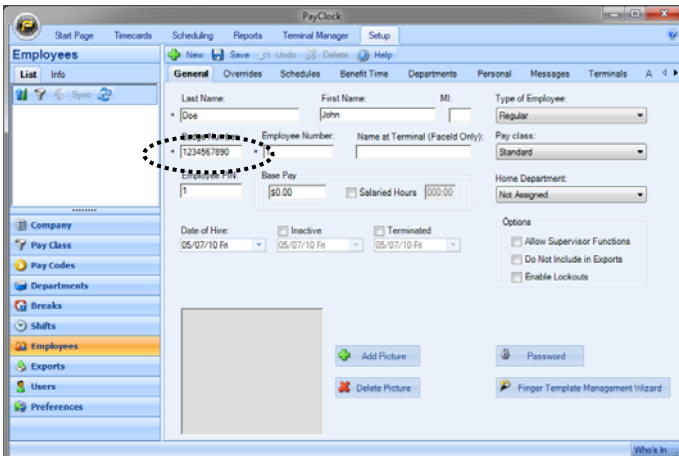 PayClock
Start Page Timecards Scheduling Reports Terminal Manager Setup
Employees
New Save Undo Delete Help
List Info
General Overrides Schedules Benefit Time Departments Personal Messages Terminals A
Sync
Last Name: First Name: MI: Type of Employee:
* Doe John Regular
Badge Number Employee Number: Name at Terminal (FaceId Only): Pay class:
* 1234567890 * Standard
Employee PIN: Base Pay Home Department:
1 $0.00 Salaried Hours 000:00 Not Assigned
Date of Hire: Inactive Terminated Options
05/07/10 Fri 05/07/10 Fri 05/07/10 Fri Allow Supervisor Functions
Do Not Include in Exports
Enable Lockouts
Company
Pay Class
Pay Codes
Departments
Breaks
Shifts
Employees
Exports
Users
Preferences
Add Picture Password
Delete Picture Finger Template Management Wizard
Who's In